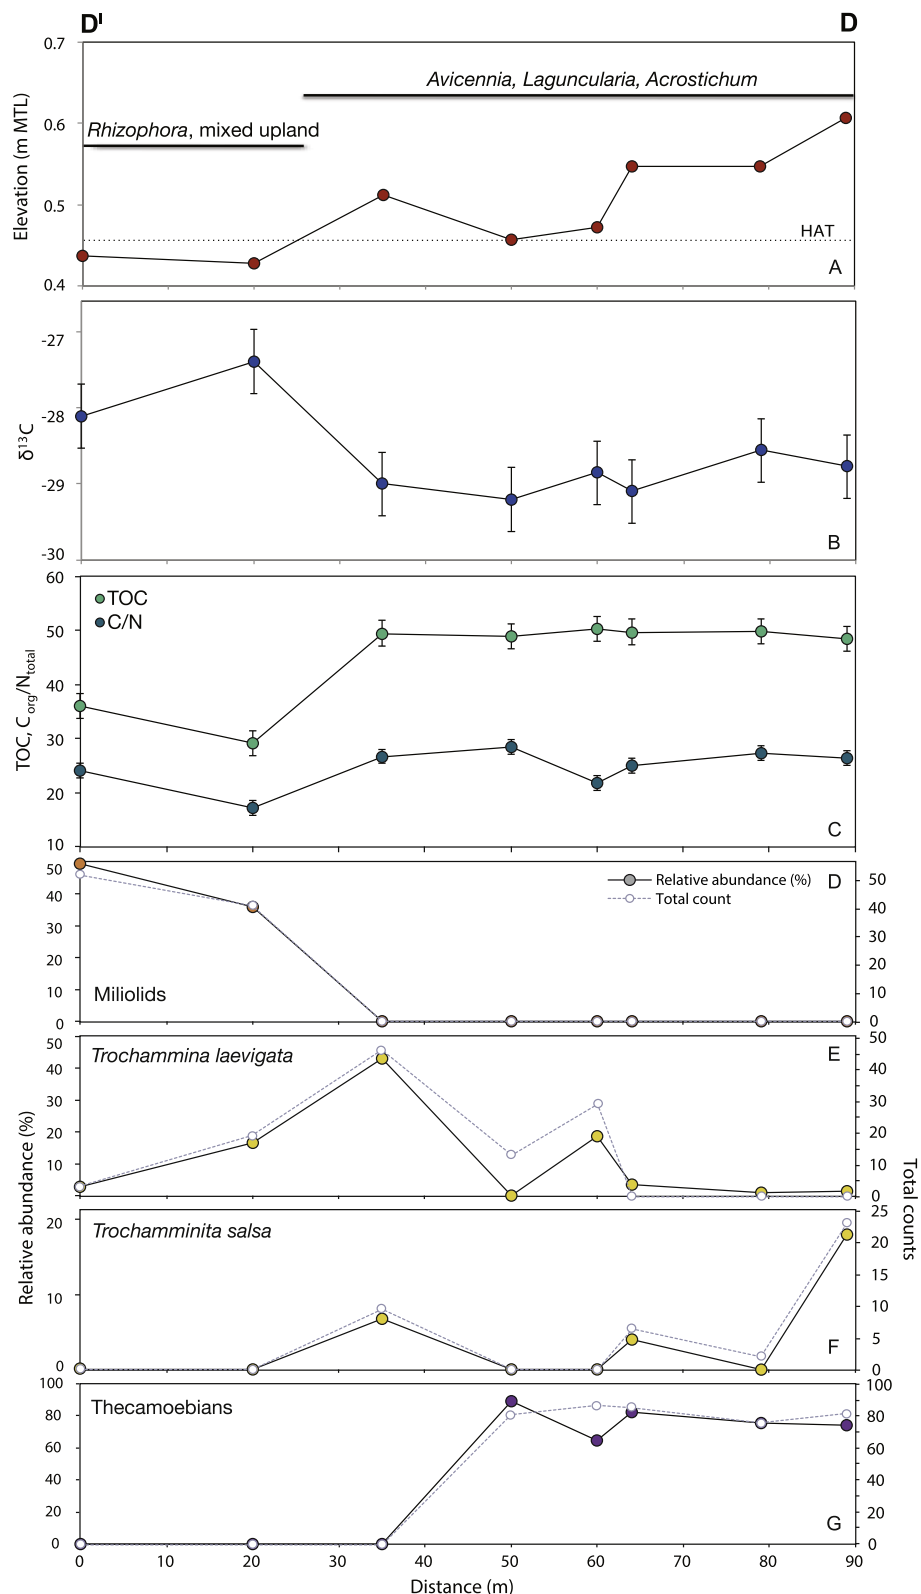 D' D
0.7
0.6
0.5
0.4
Elevation (m MTL)
Avicennia, Laguncularia, Acrostichum
Rhizophora, mixed upland
HAT
A
-27
-28
-29
-30
δ13C
B
60
50
40
30
20
10
TOC, Corg/Ntotal
TOC
C/N
C
50
40
30
20
10
0
Relative abundance (%)
Total count
D
Miliolids
50
40
30
20
10
0
50
40
30
20
10
Trochammina laevigata
E
50
40
30
20
10
0
Relative abundance (%)
Total counts
20
10
0
Trochamminita salsa
F
25
20
15
10
5
0
100
80
60
40
20
0
Thecamoebians
G
100
80
60
40
20
0
0 10 20 30 40 50 60 70 80 90
Distance (m)